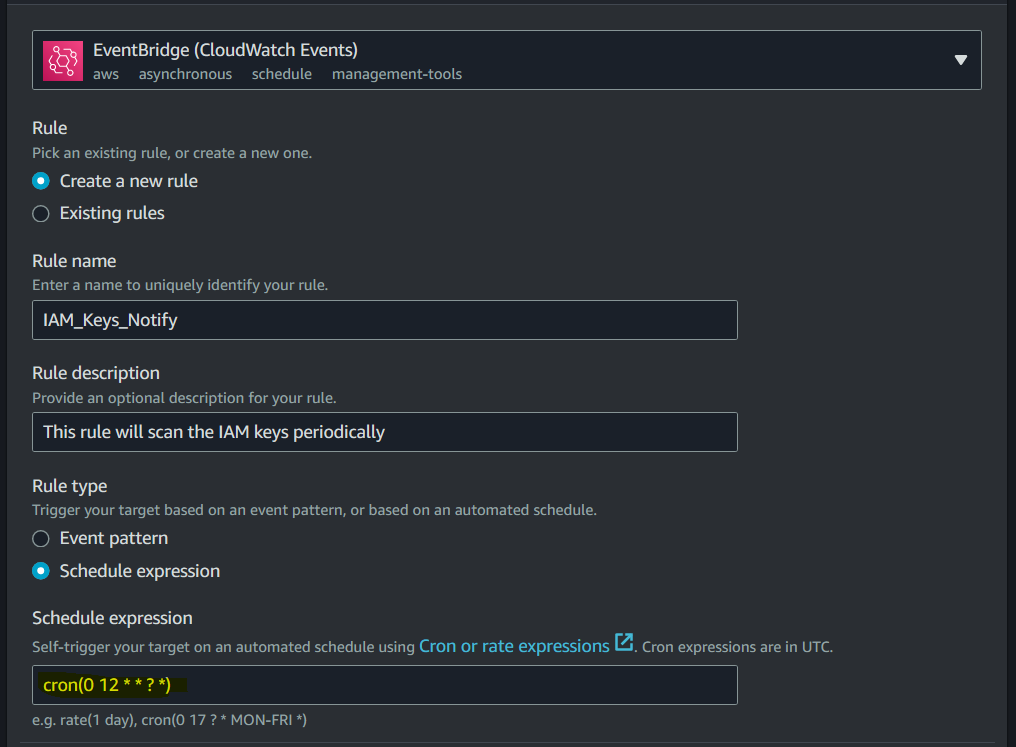 EventBridge (CloudWatch Events)
aws asynchronous schedule management-tools
Rule
Pick an existing rule, or create a new one.
Create a new rule
Existing rules
Rule name
Enter a name to uniquely identify your rule.
IAM_Keys_Notify
Rule description
Provide an optional description for your rule.
This rule will scan the IAM keys periodically
Rule type
Trigger your target based on an event pattern, or based on an automated schedule.
Event pattern
Schedule expression
Schedule expression
Self-trigger your target on an automated schedule using Cron or rate expressions. Cron expressions are in UTC.
cron(0 12 * * ? *)
e.g. rate(1 day), cron(0 17 ? * MON-FRI *)